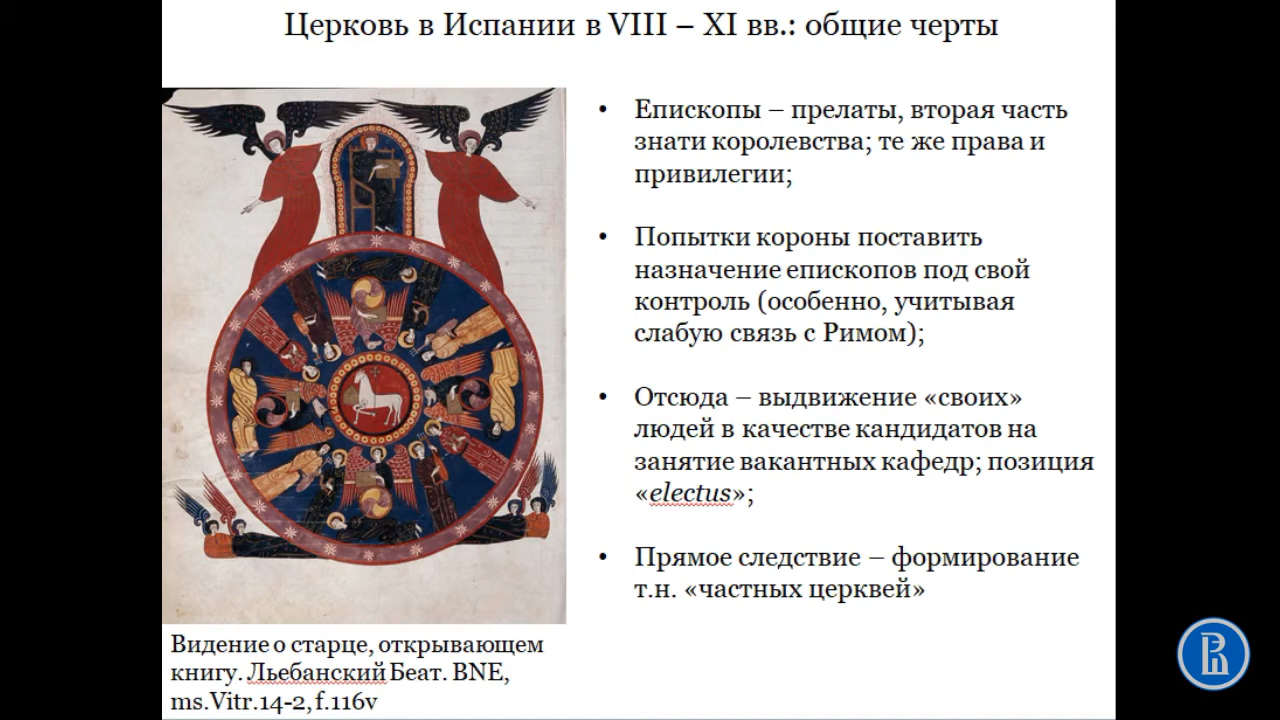 Церковь в Испании в VIII – XI вв.: общие черты
• Епископы – прелаты, вторая часть
знати королевства; те же права и
привилегии;
• Попытки короны поставить
назначение епископов под свой
контроль (особенно, учитывая
слабую связь с Римом);
• Отсюда – выдвижение «своих»
людей в качестве кандидатов на
занятие вакантных кафедр; позиция
«electus»;
• Прямое следствие – формирование
т.н. «частных церквей»
Видение о старце, открывающем
книгу. Льебанский Беат. BNE,
ms.Vitr.14-2, f.116v